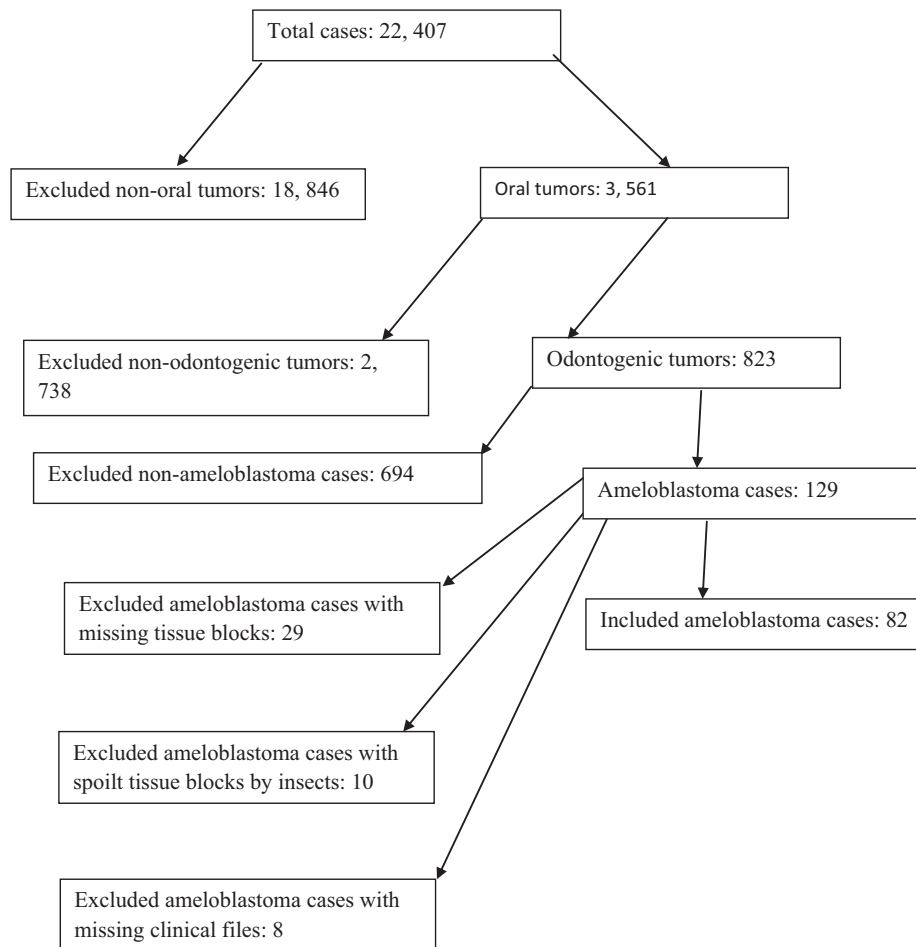 Total cases: 22, 407
Excluded non-oral tumors: 18, 846
Oral tumors: 3, 561
Excluded non-odontogenic tumors: 2,
738
Odontogenic tumors: 823
Excluded non-ameloblastoma cases: 694
Ameloblastoma cases: 129
Excluded ameloblastoma cases with
missing tissue blocks: 29
Included ameloblastoma cases: 82
Excluded ameloblastoma cases with
spoilt tissue blocks by insects: 10
Excluded ameloblastoma cases with
missing clinical files: 8